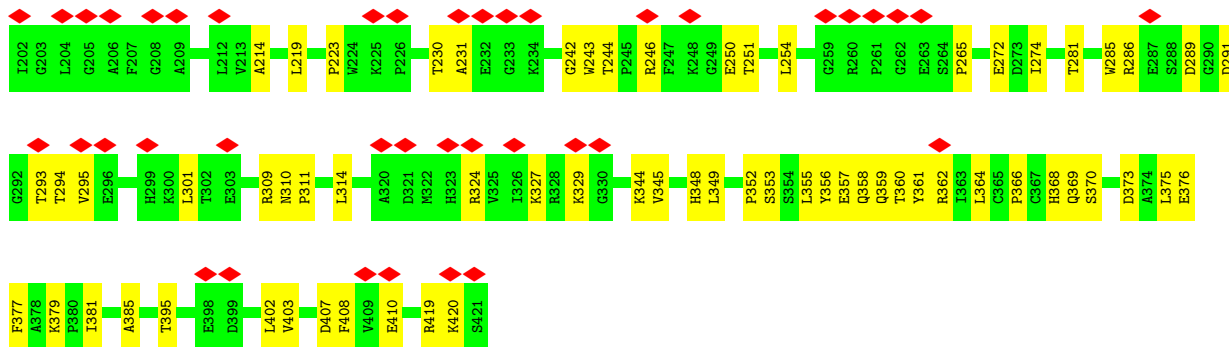 I202 G203 L204 G205 A206 F207 G208 A209 L212 V213 A214 L219 P223 W224 K225 P226 T230 A231 E232 G233 K234 G242 W243 T244 P245 R246 F247 K248 G249 E250 T251 L254 G259 R260 P261 G262 E263 S264 P265 E272 D273 I274 T281 W285 R286 E287 S288 D289 G290 D291
G292 T293 T294 V295 E296 H299 K300 L301 T302 E303 R309 N310 P311 L314 A320 D321 M322 H323 R324 V325 I326 K327 R328 K329 G330 K344 V345 H348 L349 P352 S353 S354 L355 Y356 E357 Q358 Q359 T360 Y361 R362 I363 L364 C365 P366 C367 H368 Q369 S370 D373 A374 L375 E376
F377 A378 K379 P380 I381 A385 T395 E398 D399 L402 V403 D407 F408 V409 E410 R419 K420 S421